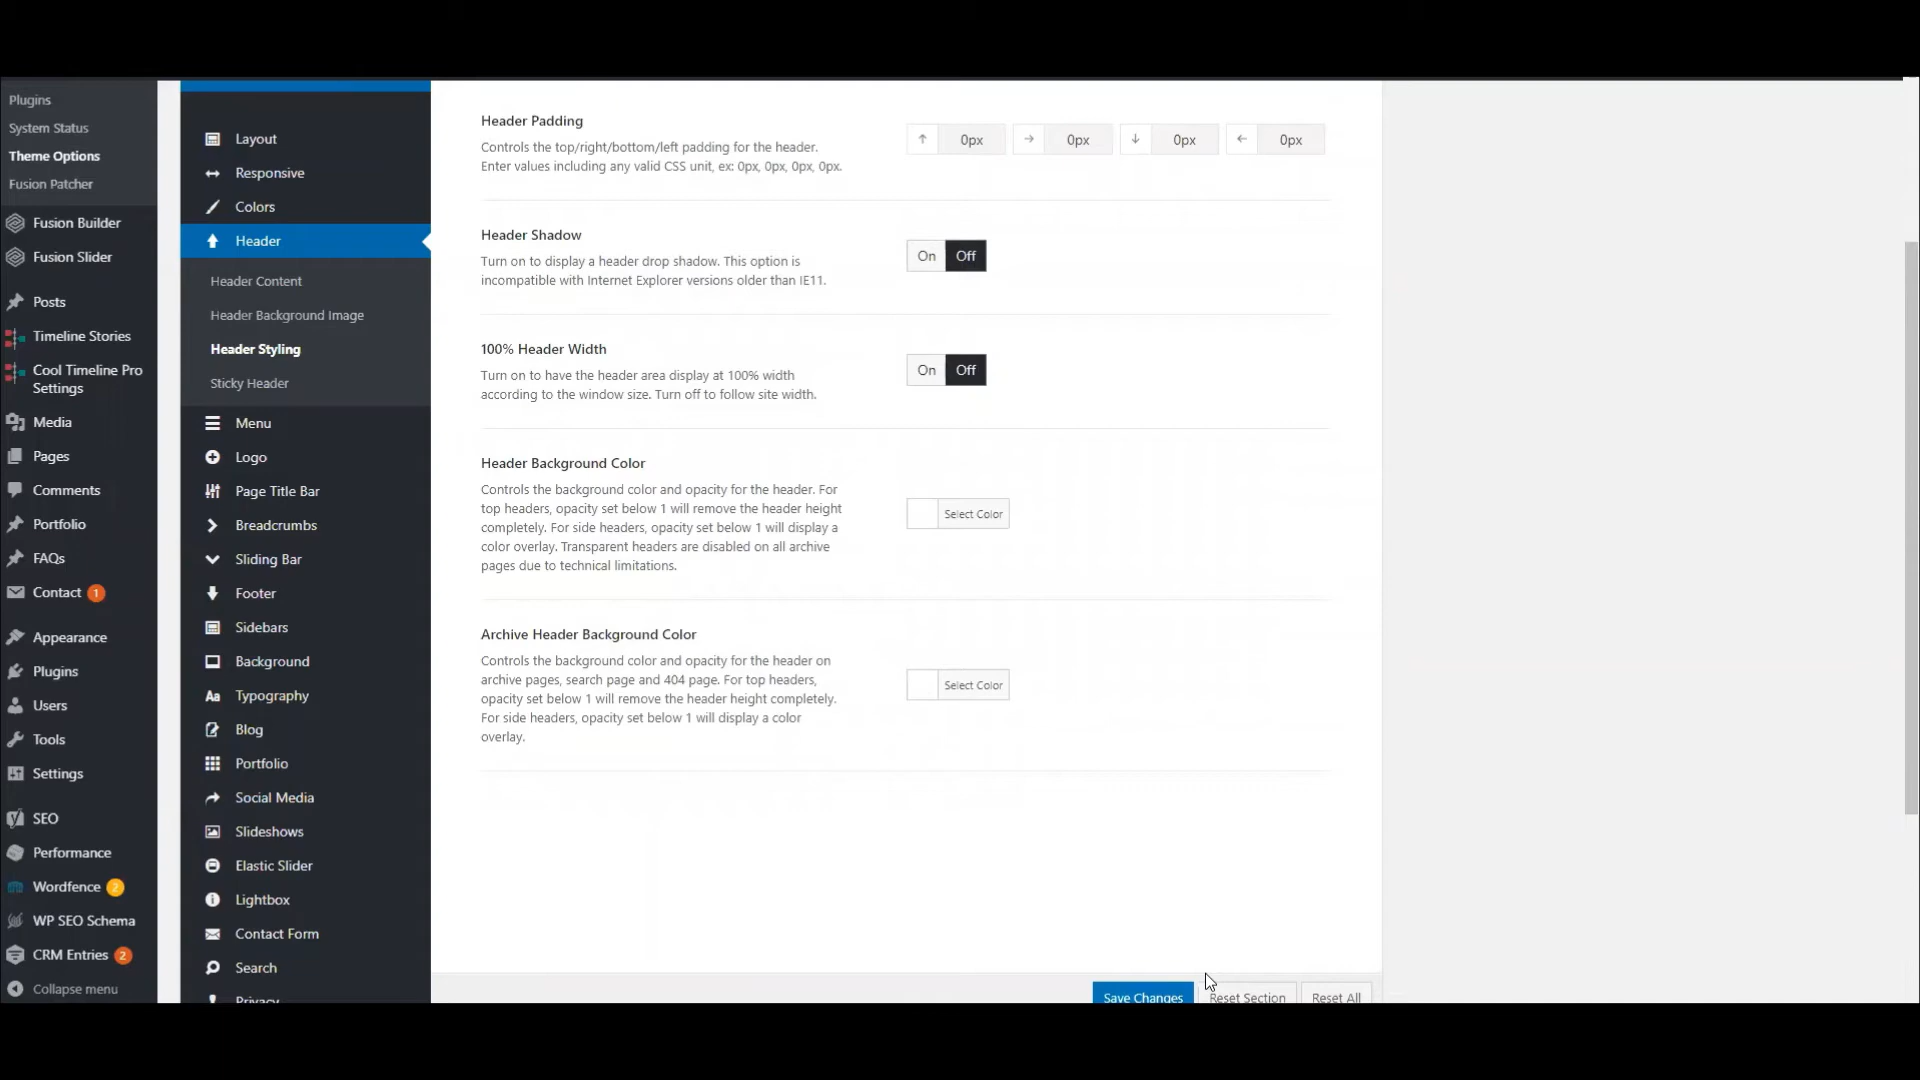 Plugins
System Status
Theme Options
Fusion Patcher
Fusion Builder
Fusion Slider
Posts
Timeline Stories
Cool Timeline Pro
Settings
Media
Pages
Comments
Portfolio
FAQs
Contact 1
Appearance
Plugins
Users
Tools
Settings
SEO
Performance
Wordfence 2
WP SEO Schema
CRM Entries 2
Collapse menu
Layout
Responsive
Colors
Header
Header Content
Header Background Image
Header Styling
Sticky Header
Menu
Logo
Page Title Bar
Breadcrumbs
Sliding Bar
Footer
Sidebars
Background
Aa Typography
Blog
Portfolio
Social Media
Slideshows
Elastic Slider
Lightbox
Contact Form
Search
Privacy
Header Padding
Controls the top/right/bottom/left padding for the header.
Enter values including any valid CSS unit, ex: 0px, 0px, 0px, 0px.
0px 0px 0px 0px
Header Shadow
Turn on to display a header drop shadow. This option is
incompatible with Internet Explorer versions older than IE11.
On Off
100% Header Width
Turn on to have the header area display at 100% width
according to the window size. Turn off to follow site width.
On Off
Header Background Color
Controls the background color and opacity for the header. For
top headers, opacity set below 1 will remove the header height
completely. For side headers, opacity set below 1 will display a
color overlay. Transparent headers are disabled on all archive
pages due to technical limitations.
Select Color
Archive Header Background Color
Controls the background color and opacity for the header on
archive pages, search page and 404 page. For top headers,
opacity set below 1 will remove the header height completely.
For side headers, opacity set below 1 will display a color
overlay.
Select Color
Save Changes Reset Section Reset All